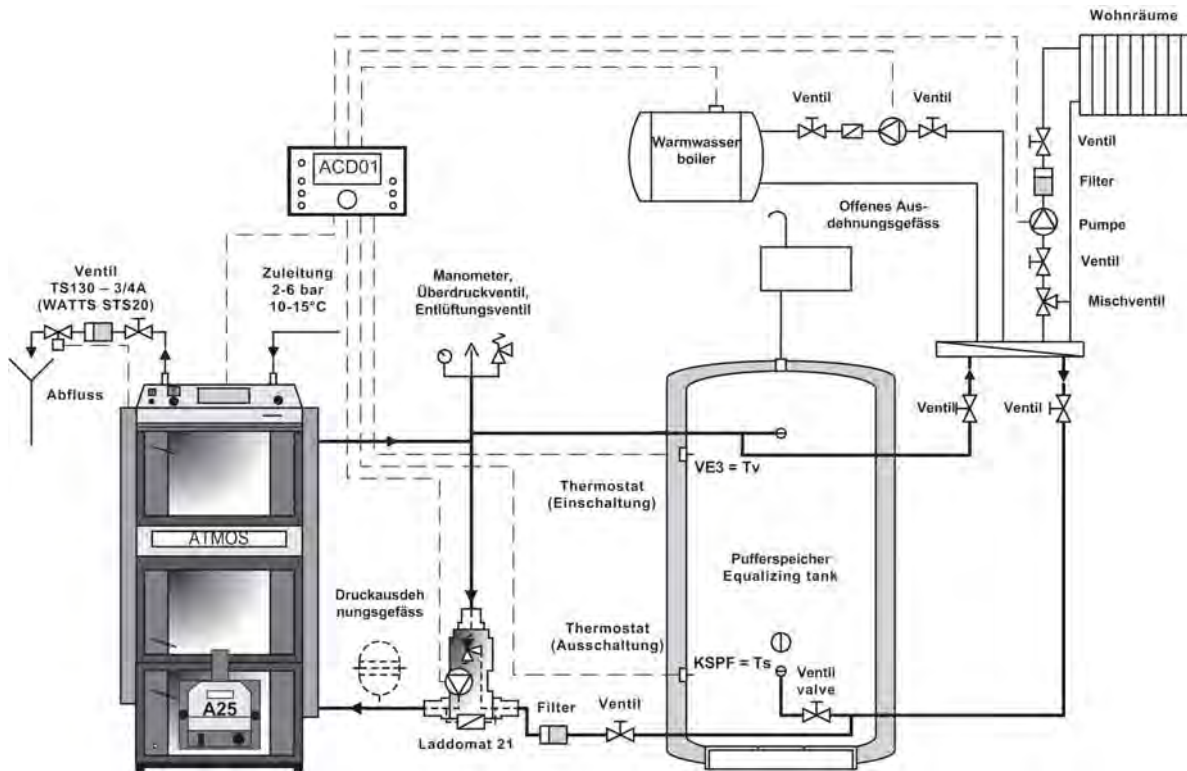 Wohnräume
Ventil
Ventil
Warmwasser
boiler
Ventil
ACD01
Filter
Offenes Aus-
dehnungsgefäss
Pumpe
Ventil
TS130 – 3/4A
(WATTS STS20)
Zuleitung
2-6 bar
10-15°C
Manometer,
Überdruckventil,
Entlüftungsventil
Ventil
Mischventil
Abfluss
Ventil
Ventil
VE3 = Tv
Thermostat
(Einschaltung)
ATMOS
Pufferspeicher
Equalizing tank
Druckausdeh
nungsgefäss
Thermostat
(Ausschaltung)
KSPF = Ts
Ventil
valve
A25
Filter
Ventil
Laddomat 21